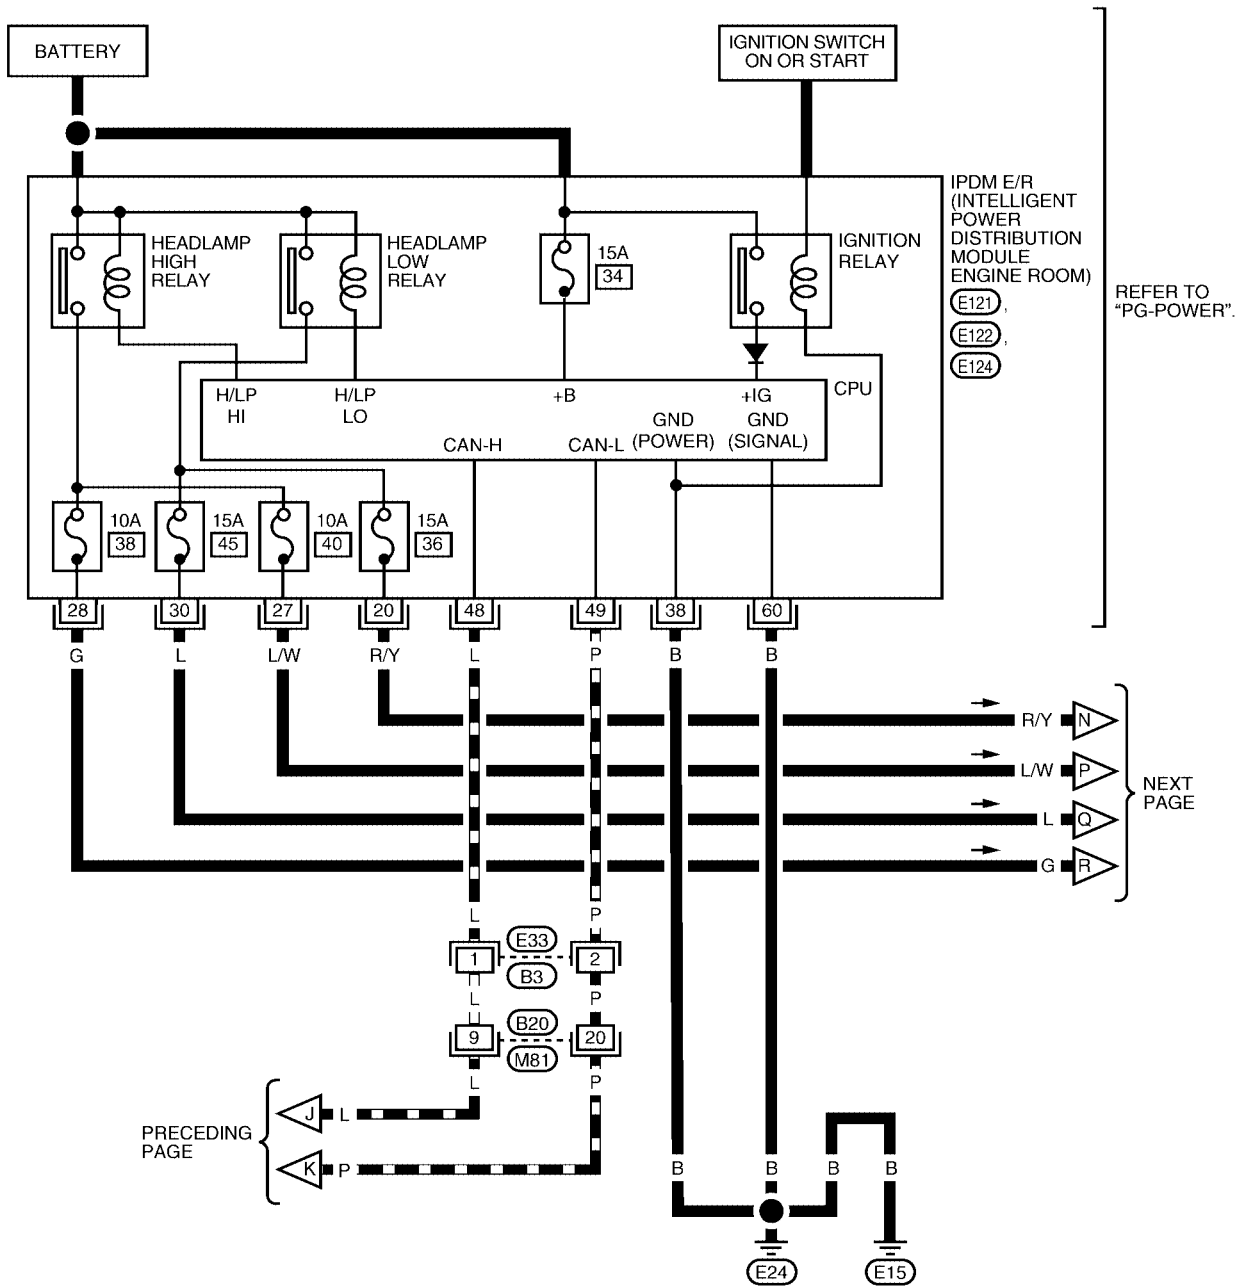 BATTERY
IGNITION SWITCH
ON OR START
IPDM E/R
(INTELLIGENT
POWER
DISTRIBUTION
MODULE
ENGINE ROOM)
E121 ,
E122 ,
E124
REFER TO
“PG-POWER”.
HEADLAMP
HIGH
RELAY
HEADLAMP
LOW
RELAY
15A
34
IGNITION
RELAY
H/LP
HI
H/LP
LO
+B
+IG
CPU
CAN-H
CAN-L
GND
(POWER)
GND
(SIGNAL)
10A
38
15A
45
10A
40
15A
36
28
30
27
20
48
49
38
60
G
L
L/W
R/Y
L
P
B
B
R/Y
N
L/W
P
L
Q
G
R
NEXT
PAGE
L
P
E33
1
2
B3
L
P
B20
9
20
M81
L
P
PRECEDING
PAGE
J
L
K
P
B
B
B
B
E24
E15